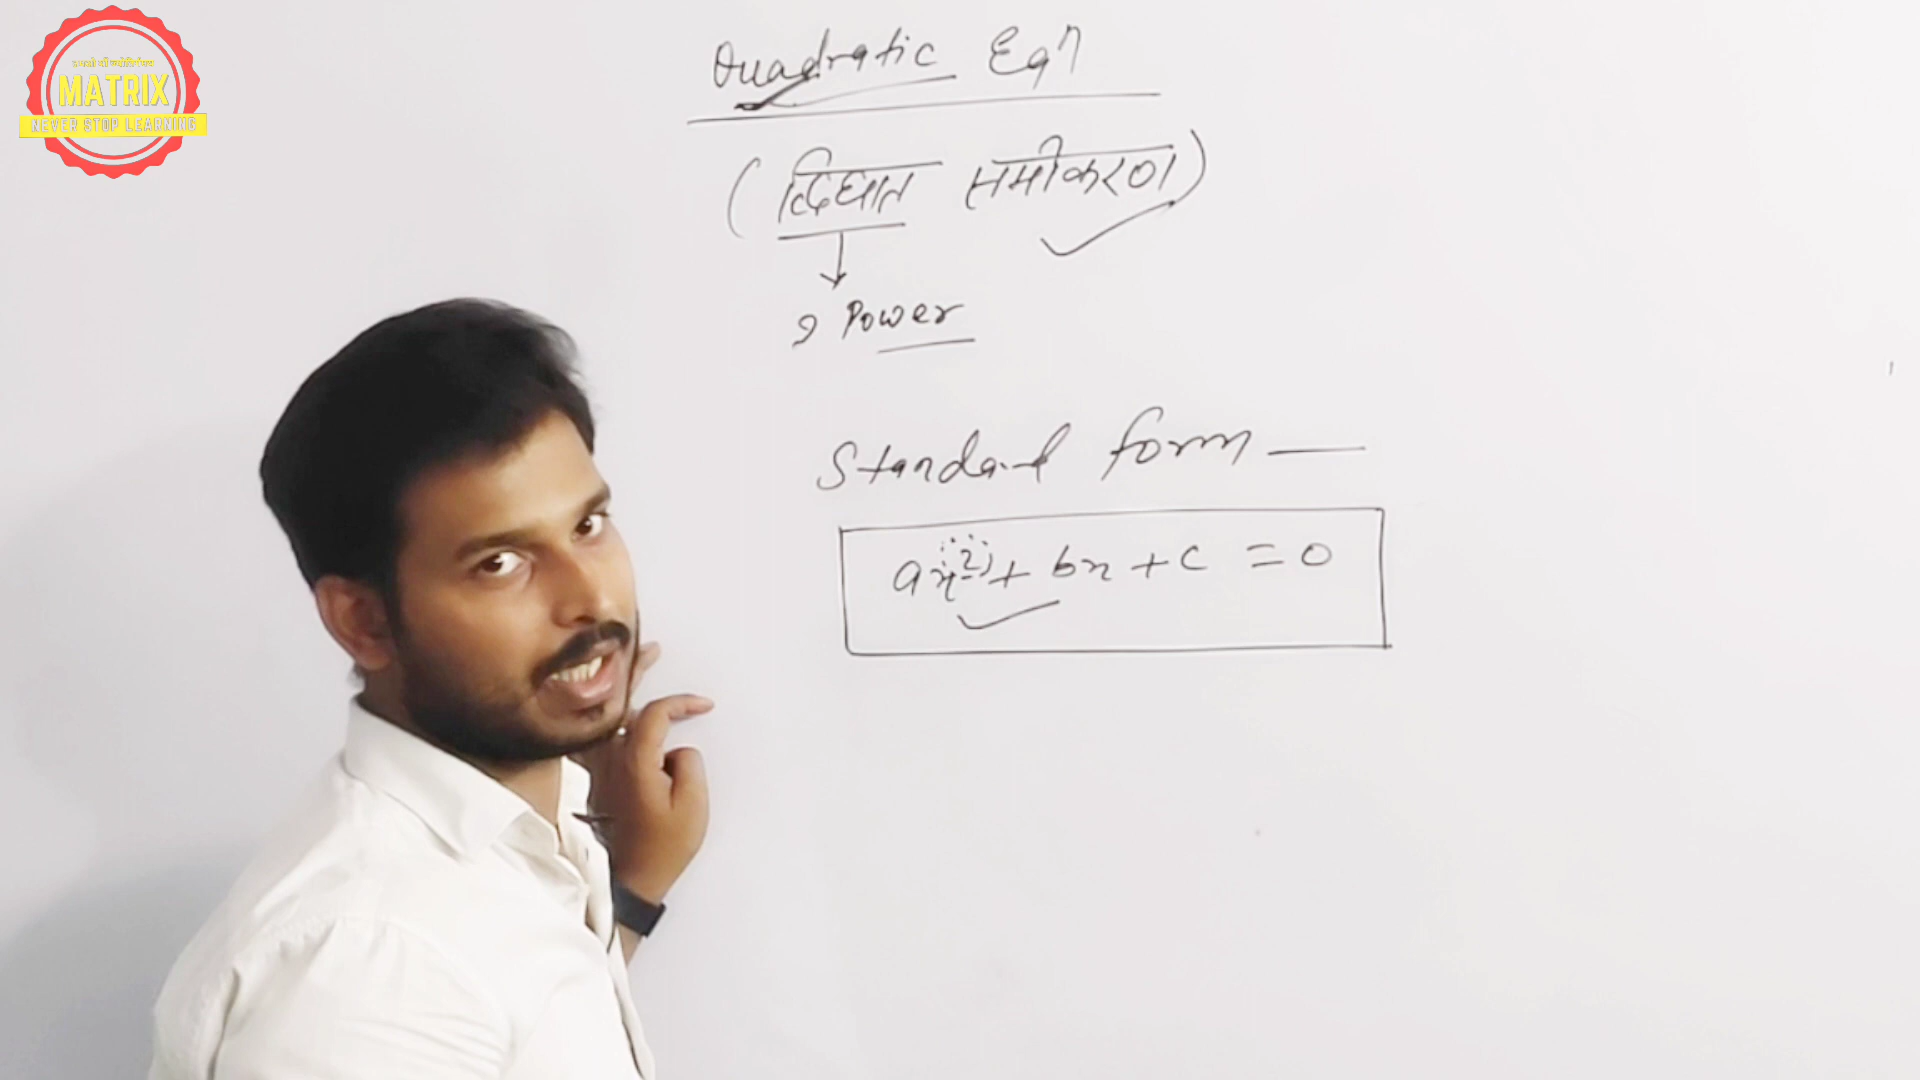 MATRIX
NEVER STOP LEARNING
Quadratic Eqn
(द्विघात समीकरण)
2 Power
Standard form —
ax²+ bx + c = 0